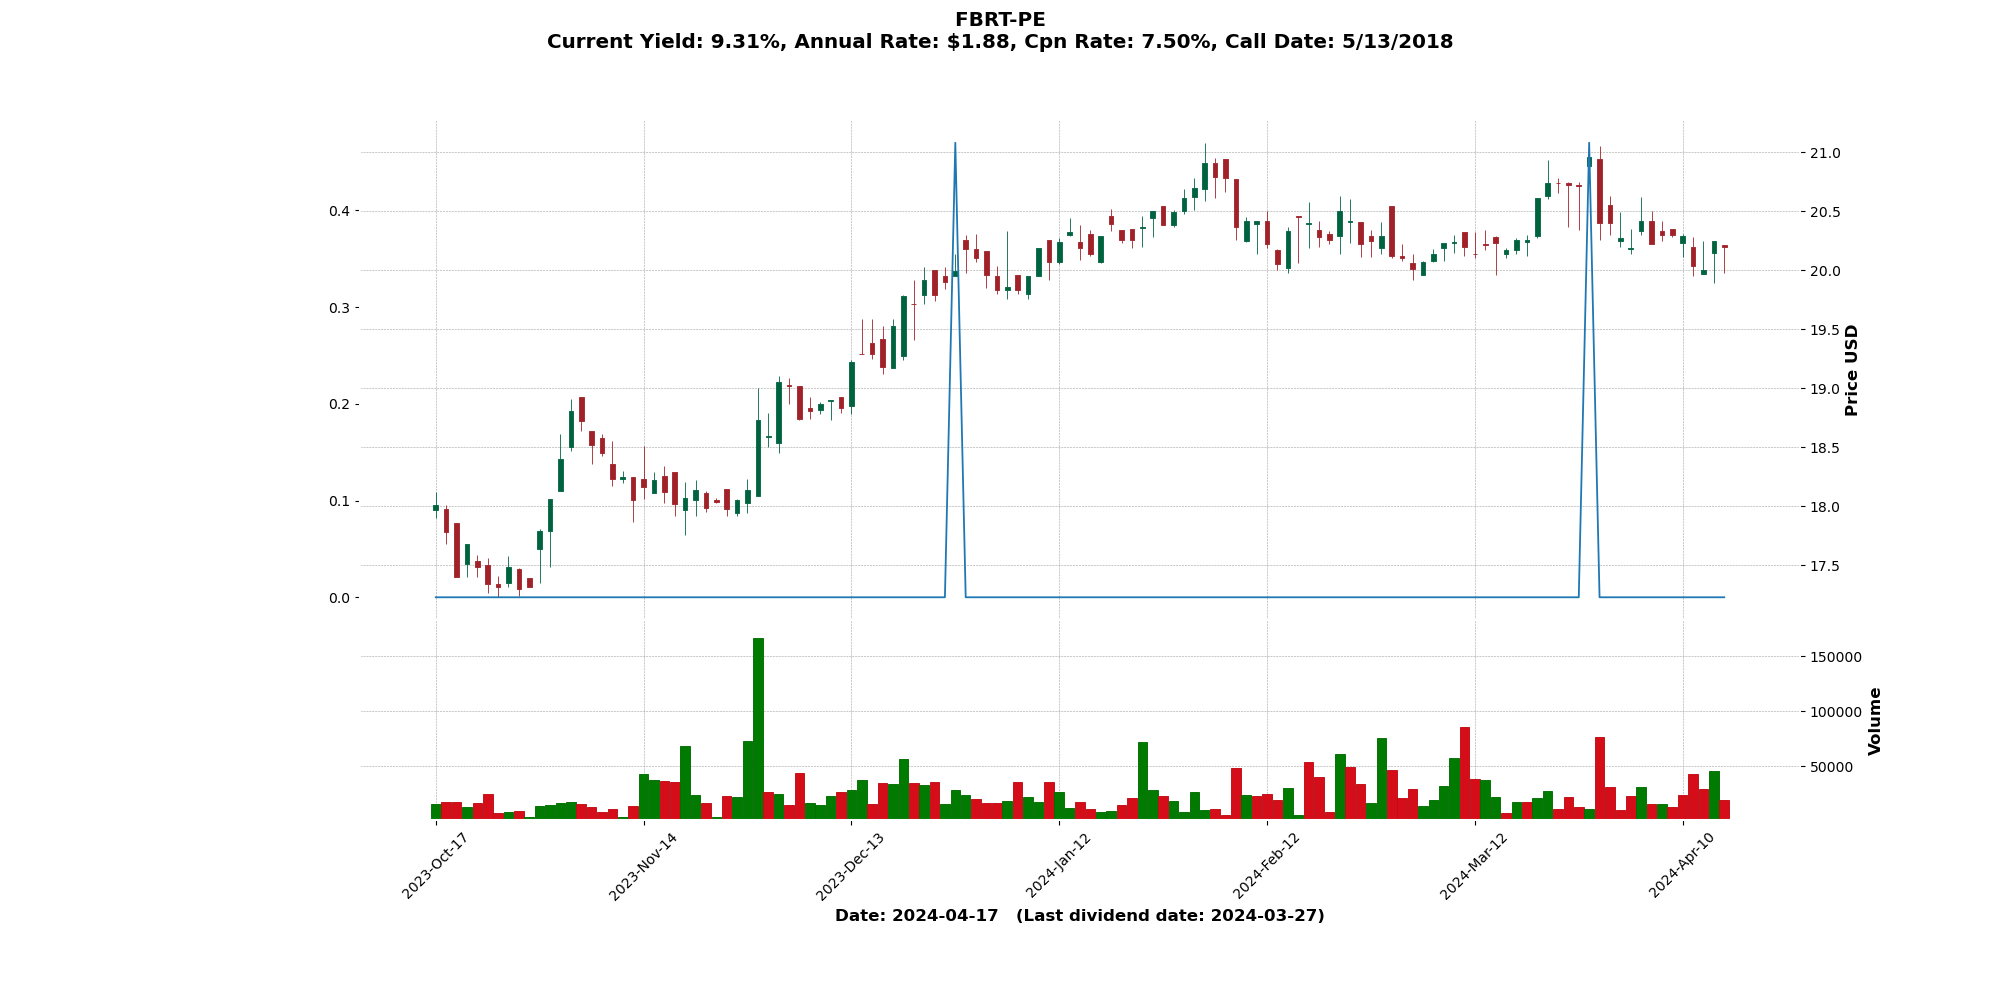 FBRT-PE
Current Yield: 9.31%, Annual Rate: $1.88, Cpn Rate: 7.50%, Call Date: 5/13/2018
0.4
0.3
0.2
0.1
0.0
21.0
20.5
20.0
19.5
19.0
18.5
18.0
17.5
Price USD
150000
100000
50000
Volume
2023-Oct-17
2023-Nov-14
2023-Dec-13
2024-Jan-12
2024-Feb-12
2024-Mar-12
2024-Apr-10
Date: 2024-04-17 (Last dividend date: 2024-03-27)